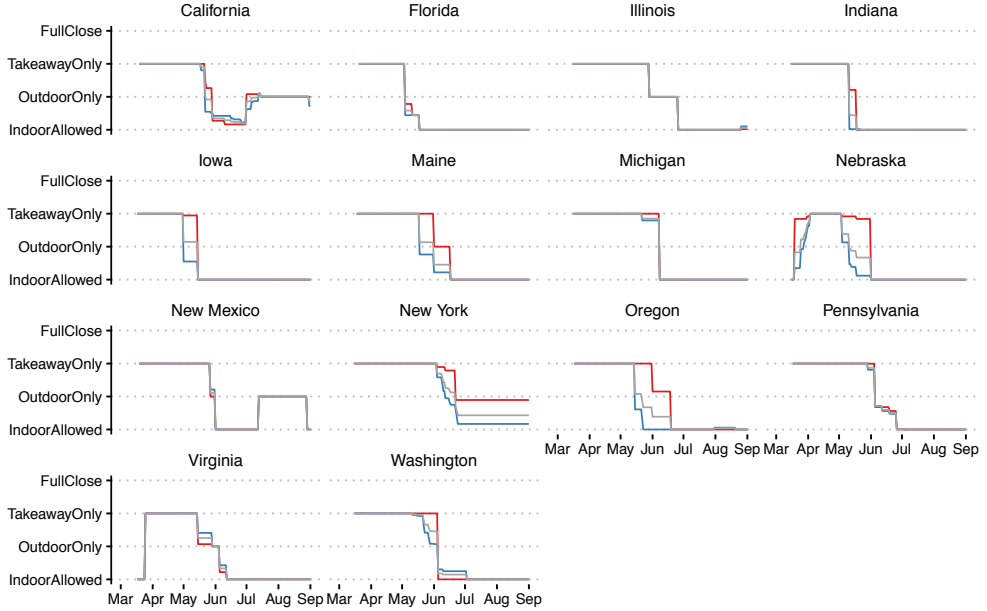 California Florida Illinois Indiana
FullClose
TakeawayOnly
OutdoorOnly
IndoorAllowed
Iowa Maine Michigan Nebraska
FullClose
TakeawayOnly
OutdoorOnly
IndoorAllowed
New Mexico New York Oregon Pennsylvania
FullClose
TakeawayOnly
OutdoorOnly
IndoorAllowed
Mar Apr May Jun Jul Aug Sep Mar Apr May Jun Jul Aug Sep
Virginia Washington
FullClose
TakeawayOnly
OutdoorOnly
IndoorAllowed
Mar Apr May Jun Jul Aug Sep Mar Apr May Jun Jul Aug Sep